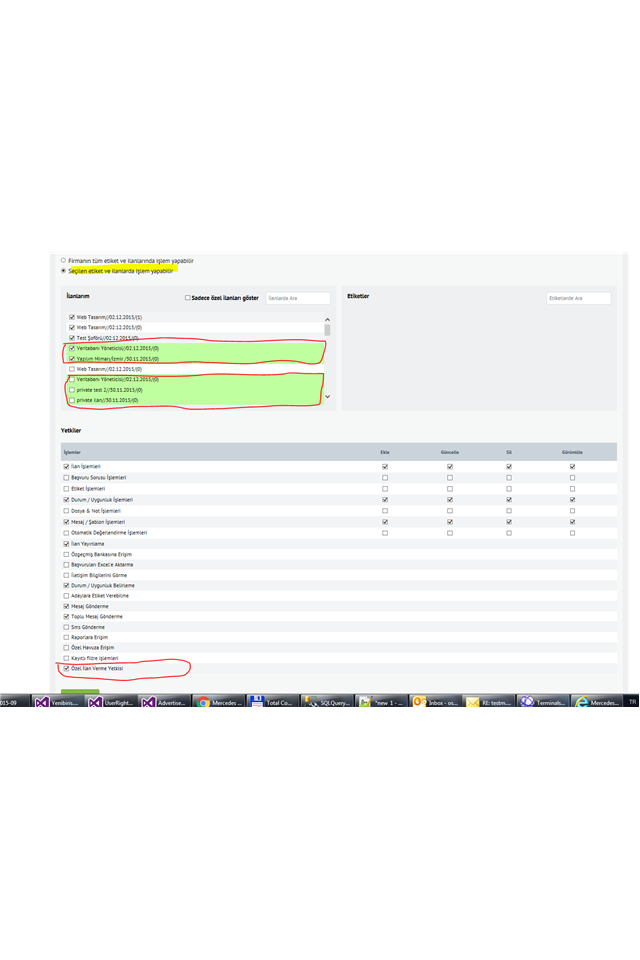 Firmanın tüm etiket ve ilanlarında işlem yapabilir
Seçilen etiket ve ilanlarda işlem yapabilir
İlanlarım
Sadece özel ilanları göster
İlanlarda Ara
Etiketler
Etiketlerde Ara
Web Tasarım//02.12.2015/(1)
Web Tasarım//02.12.2015/(0)
Test Şoförü//02.12.2015/(0)
Veritabanı Yöneticisi//02.12.2015/(0)
Yazılım Mimarı/İzmir /30.11.2015/(0)
Web Tasarım//02.12.2015/(0)
Veritabanı Yöneticisi//02.12.2015/(0)
private test 2//30.11.2015/(0)
private ilan//30.11.2015/(0)
Yetkiler
İşlemler Ekle Güncelle Sil Görüntüle
İlan İşlemleri
Başvuru Sorusu İşlemleri
Etiket İşlemleri
Durum / Uygunluk İşlemleri
Dosya & Not İşlemleri
Mesaj / Şablon İşlemleri
Otomatik Değerlendirme İşlemleri
İlan Yayınlama
Özgeçmiş Bankasına Erişim
Başvuruları Excel'e Aktarma
İletişim Bilgilerini Görme
Durum / Uygunluk Belirleme
Adaylara Etiket Verebilme
Mesaj Gönderme
Toplu Mesaj Gönderme
Sms Gönderme
Raporlara Erişim
Özel Havuza Erişim
Kayıtlı filtre işlemleri
Özel İlan Verme Yetkisi
015-09 Yenibiris.... UserRight... Advertise... Mercedes ... Total Co... SQLQuery... *new 1 - ... Inbox - os... RE: testm... Terminals... Mercedes... TR